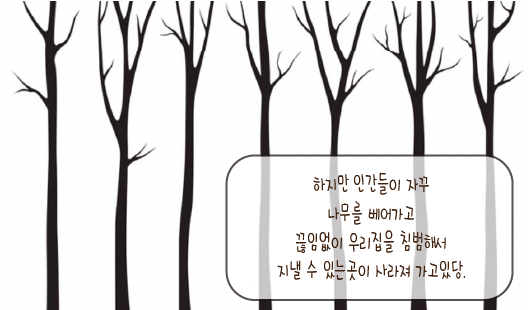 하지만 인간들이 자꾸
나무를 베어가고
끊임없이 우리집을 침범해서
지낼 수 있는곳이 사라져 가고있당.